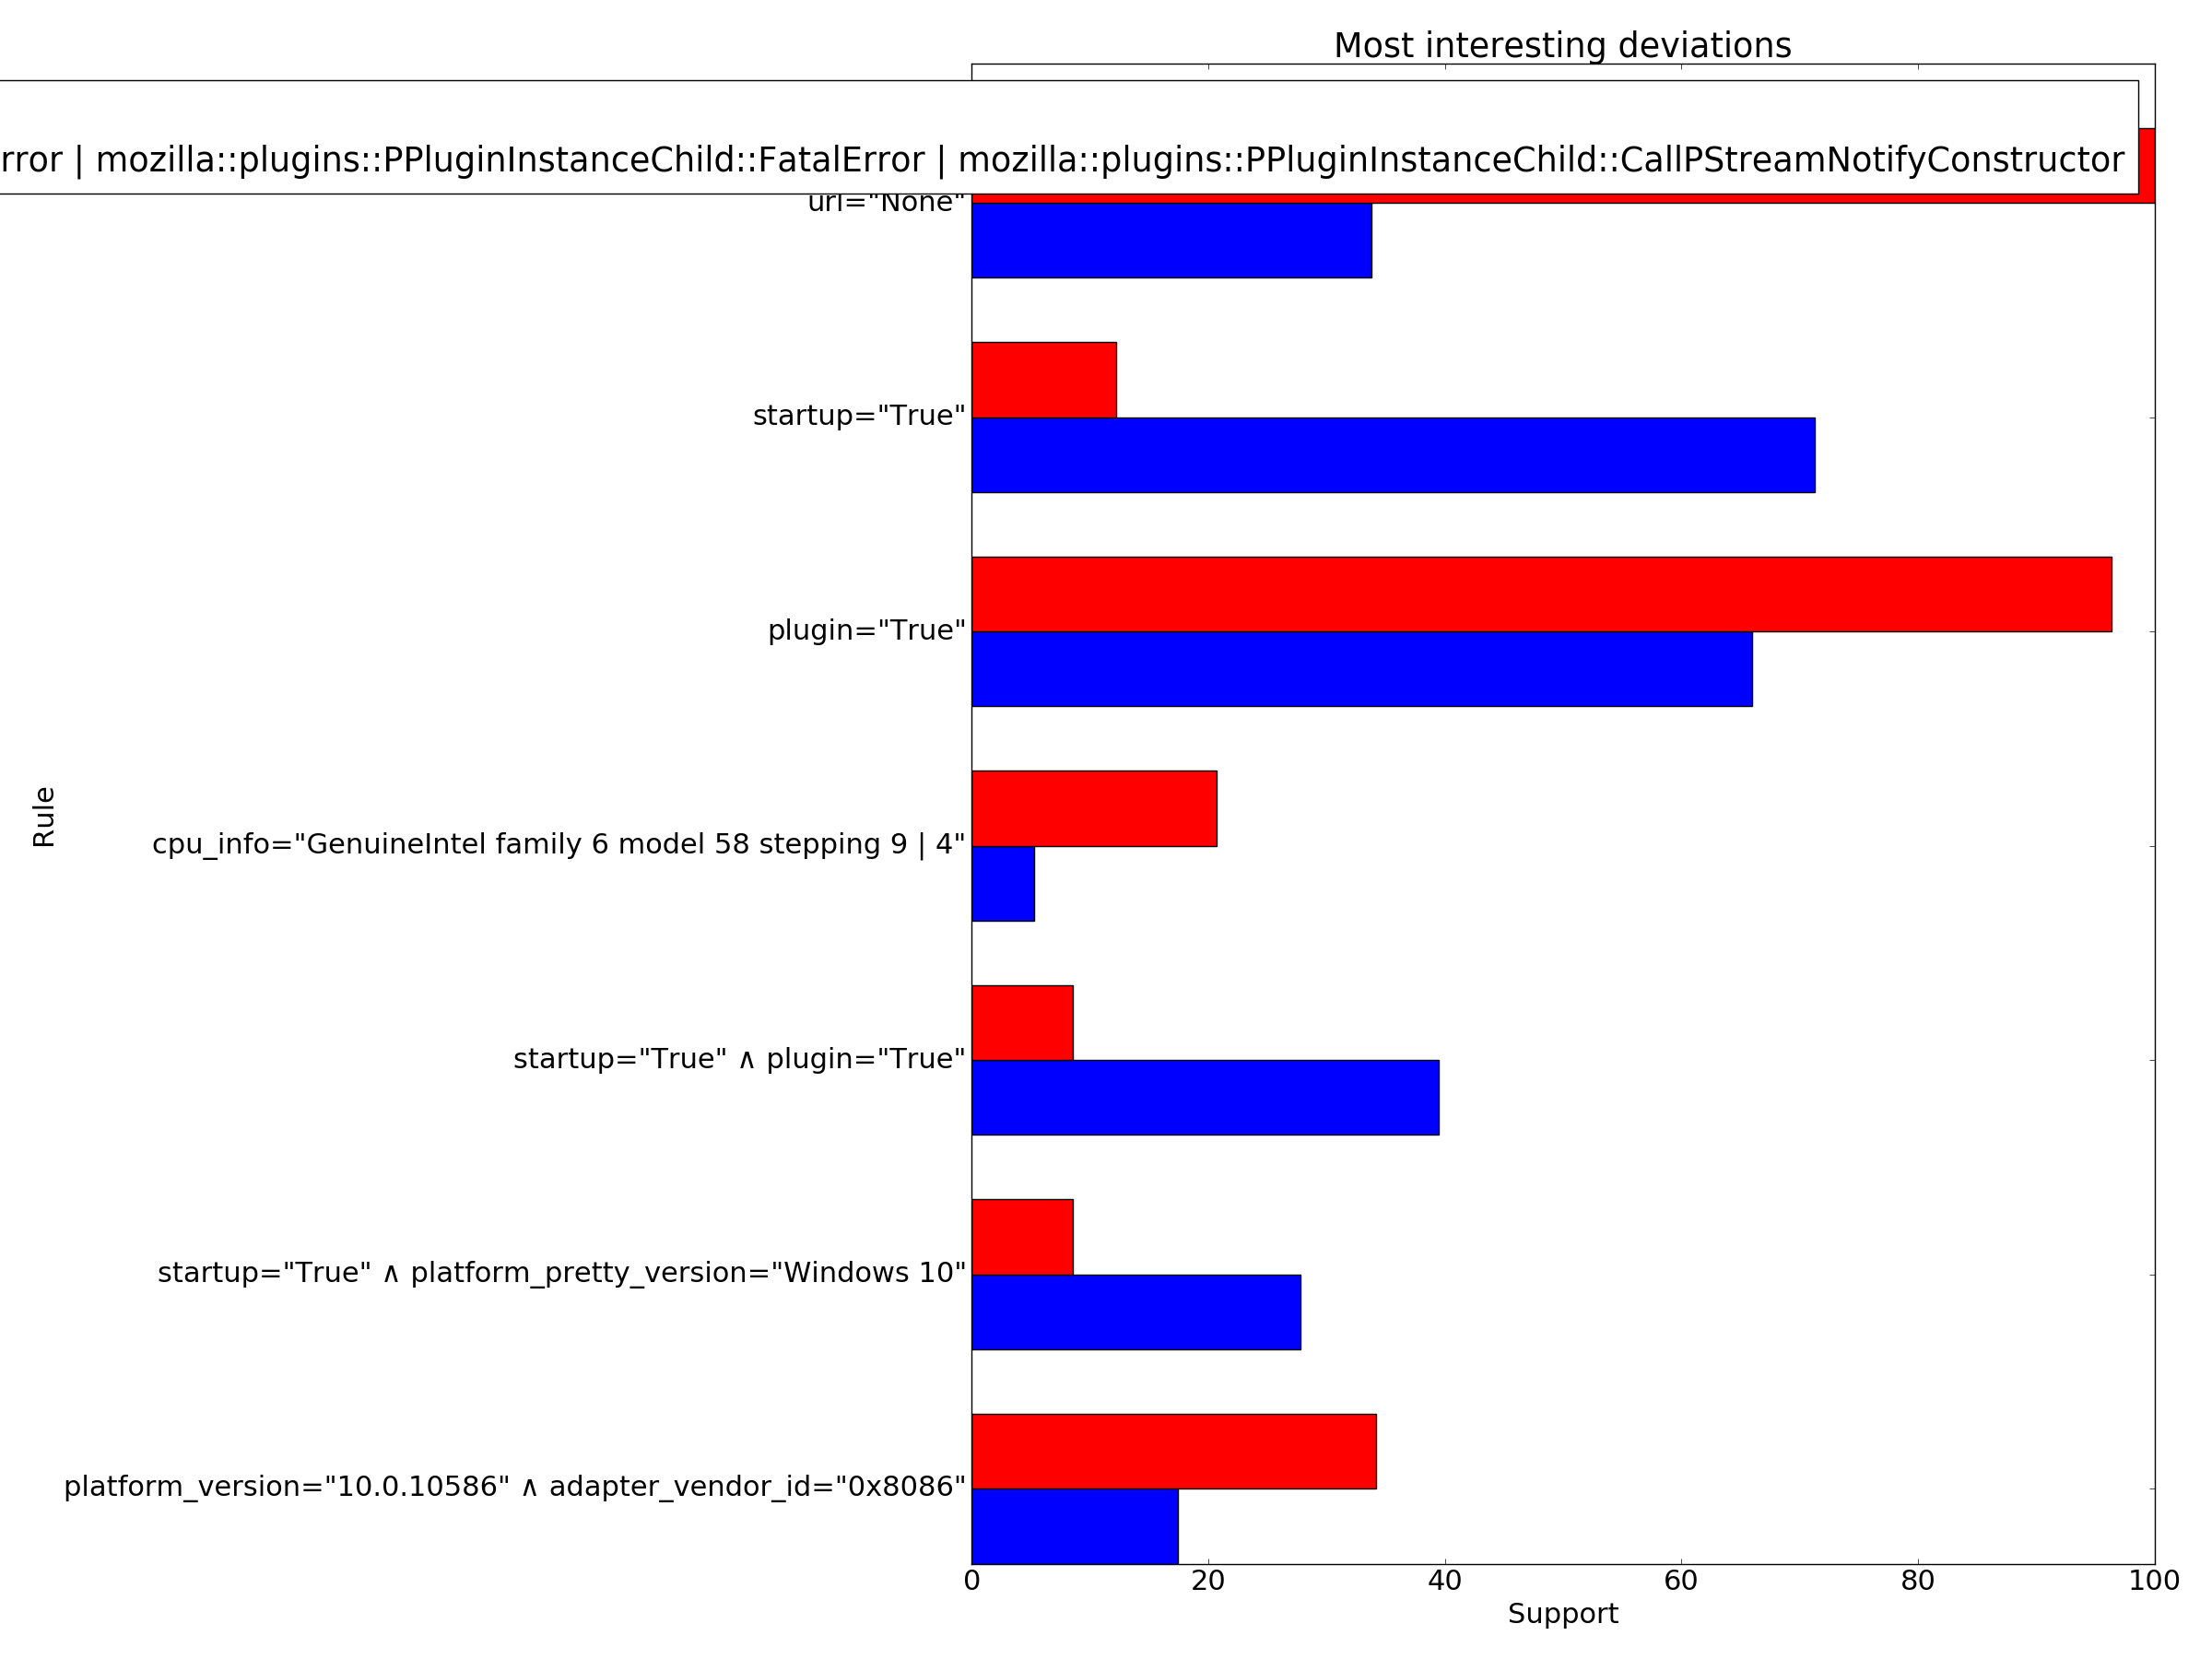 Most interesting deviations
rror | mozilla::plugins::PPluginInstanceChild::FatalError | mozilla::plugins::PPluginInstanceChild::CallPStreamNotifyConstructor
url="None"
startup="True"
plugin="True"
Rule
cpu_info="GenuineIntel family 6 model 58 stepping 9 | 4"
startup="True" ∧ plugin="True"
startup="True" ∧ platform_pretty_version="Windows 10"
platform_version="10.0.10586" ∧ adapter_vendor_id="0x8086"
0 20 40 60 80 100
Support